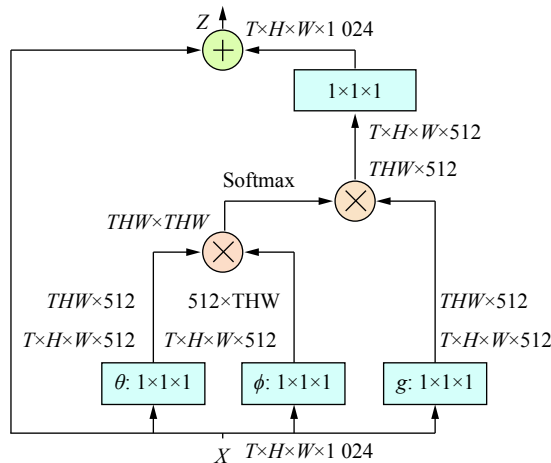 Z
T×H×W×1 024
+
1×1×1
T×H×W×512
THW×512
Softmax
×
THW×THW
×
THW×512
512×THW
THW×512
T×H×W×512
T×H×W×512
T×H×W×512
θ: 1×1×1
ϕ: 1×1×1
g: 1×1×1
X
T×H×W×1 024